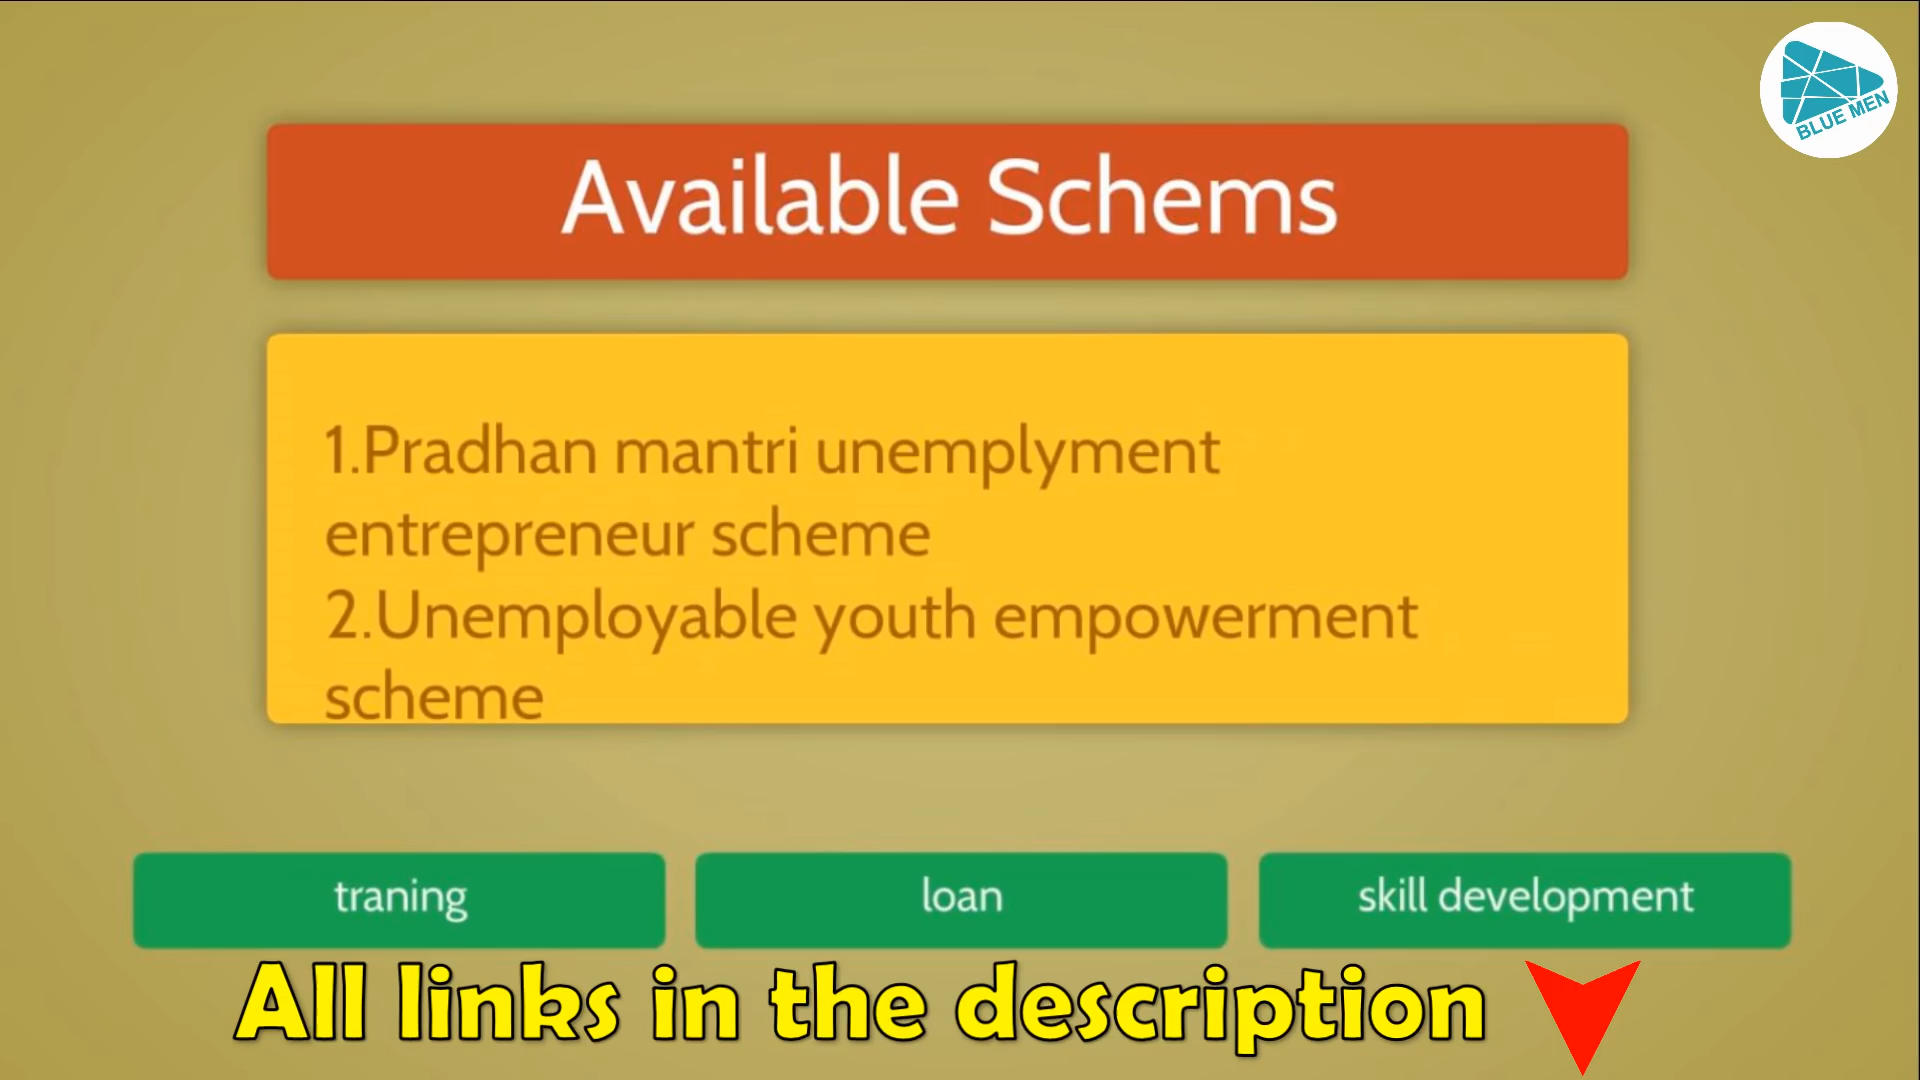 BLUE MEN
Available Schems
1.Pradhan mantri unemplyment
entrepreneur scheme
2.Unemployable youth empowerment
scheme
traning
loan
skill development
All links in the description